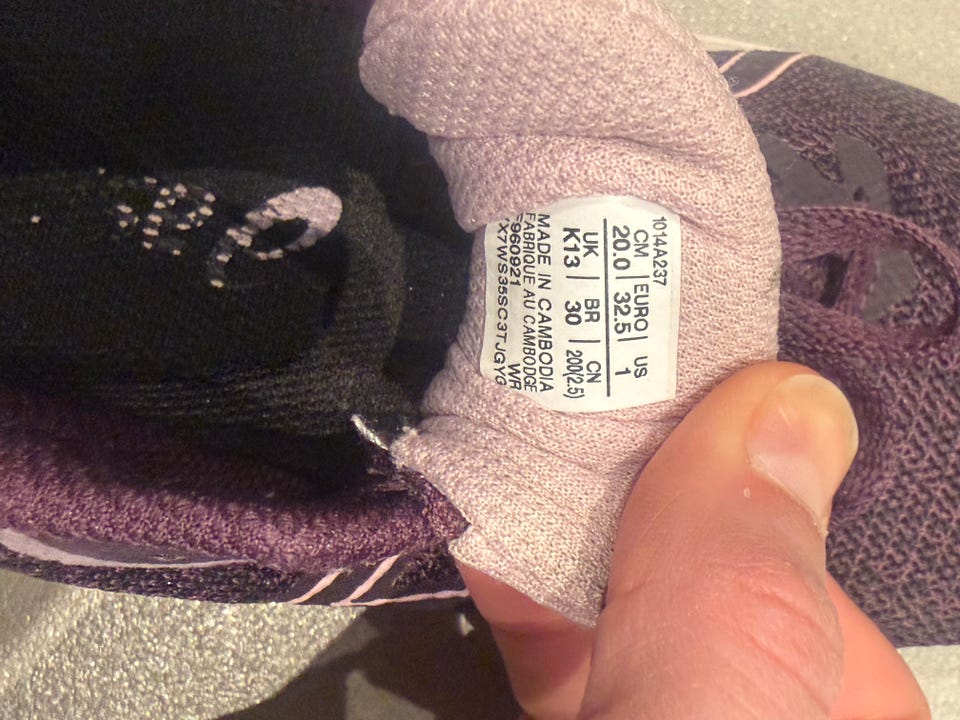 1014A237
CM | EURO | US
20.0 | 32.5 | 1
UK | BR | CN
K13 | 30 | 200(2.5)
MADE IN CAMBODIA
FABRIQUE AU CAMBODGE
960921 WR
X7WS35SC3TJGYG